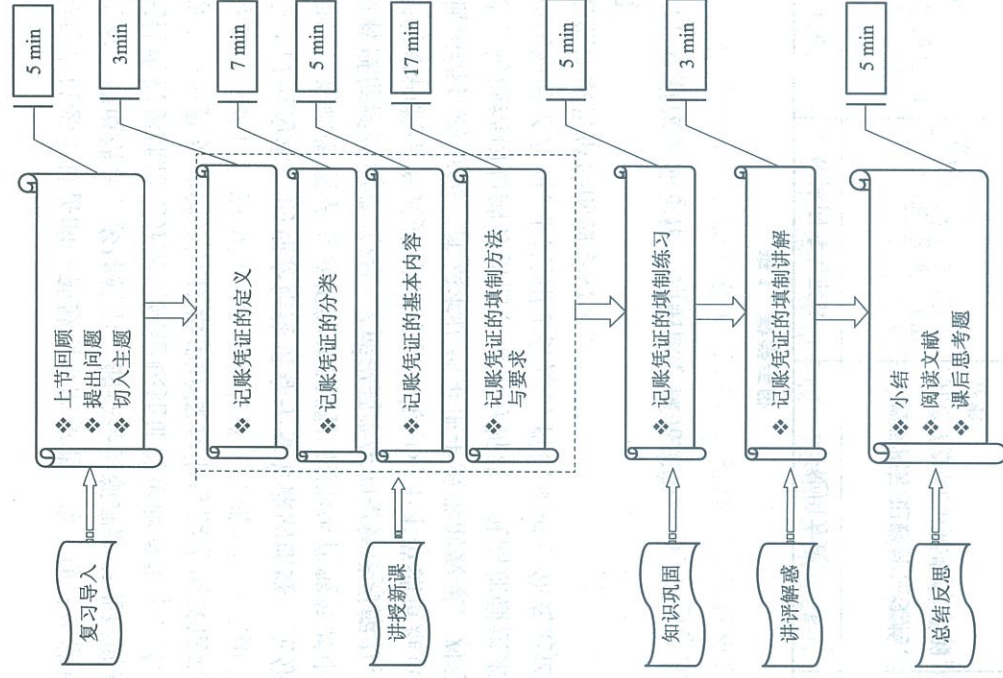 复习导入
❖ 上节回顾
❖ 提出问题
❖ 切入主题
5 min
讲授新课
❖ 记账凭证的定义
3min
❖ 记账凭证的分类
7 min
❖ 记账凭证的基本内容
5 min
❖ 记账凭证的填制方法
与要求
17 min
知识巩固
❖ 记账凭证的填制练习
5 min
讲评解惑
❖ 记账凭证的填制讲解
3 min
总结反思
❖ 小结
❖ 阅读文献
❖ 课后思考题
5 min